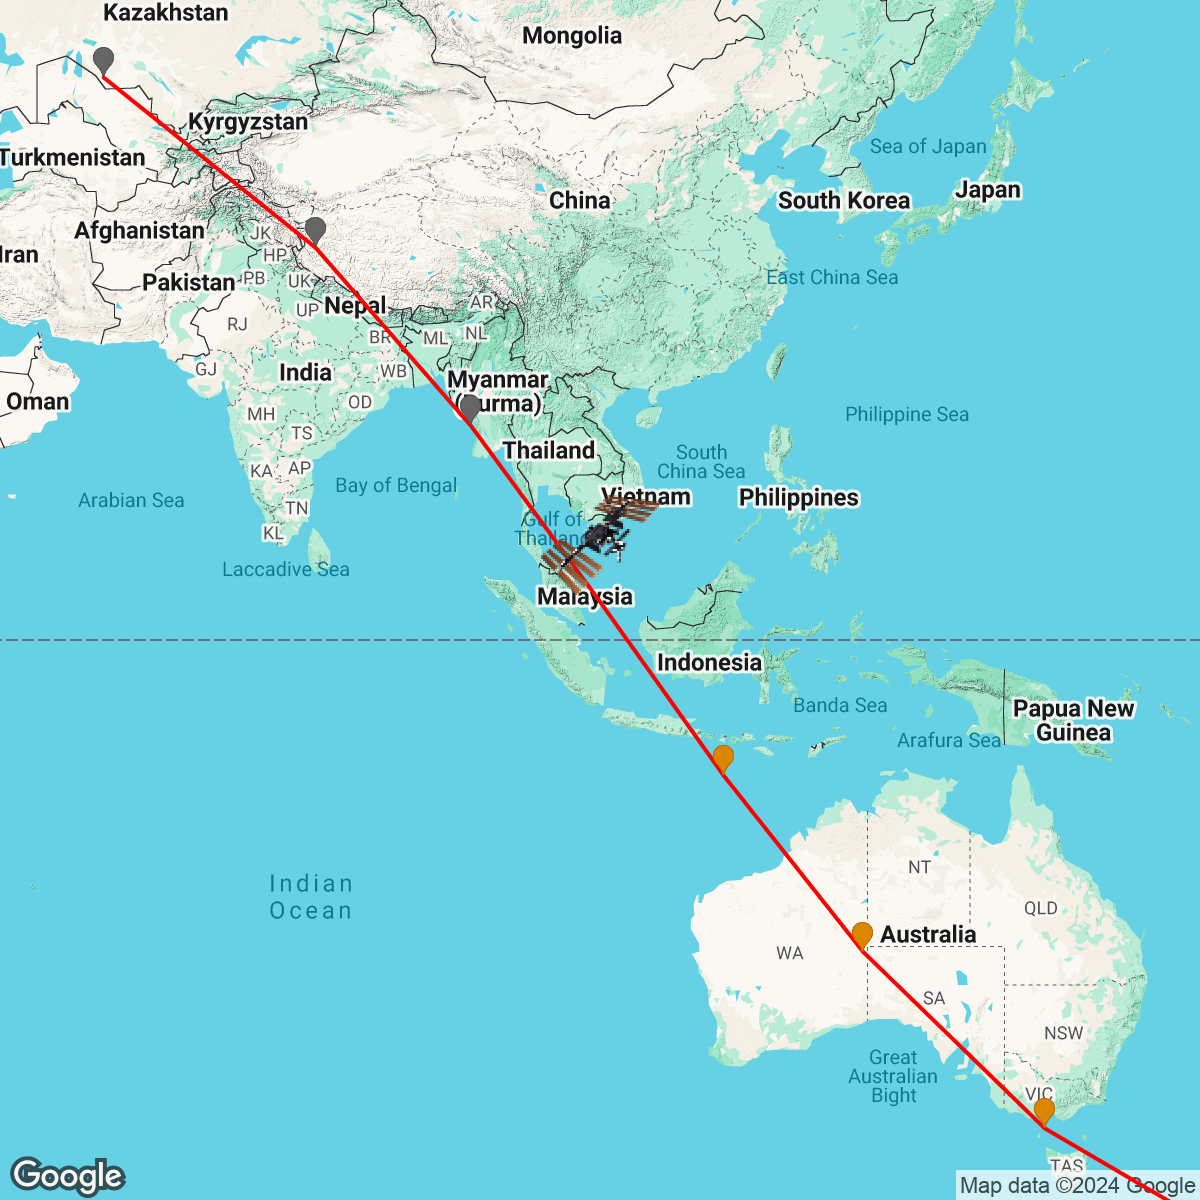 Kazakhstan
Mongolia
Kyrgyzstan
Sea of Japan
Turkmenistan
Japan
China
South Korea
JK
Afghanistan
HP
Iran
PB
UK
East China Sea
Pakistan
Nepal
AR
UP
RJ
NL
BR
ML
GJ
India
WB
Myanmar
(Burma)
Oman
OD
MH
Philippine Sea
TS
Thailand
South
China Sea
KA
AP
Bay of Bengal
Vietnam
Philippines
Arabian Sea
TN
Gulf of
Thailand
KL
Laccadive Sea
Malaysia
Indonesia
Banda Sea
Papua New
Guinea
Arafura Sea
NT
Indian
Ocean
QLD
Australia
WA
SA
NSW
Great
Australian
Bight
VIC
TAS
Google
Map data ©2024 Google